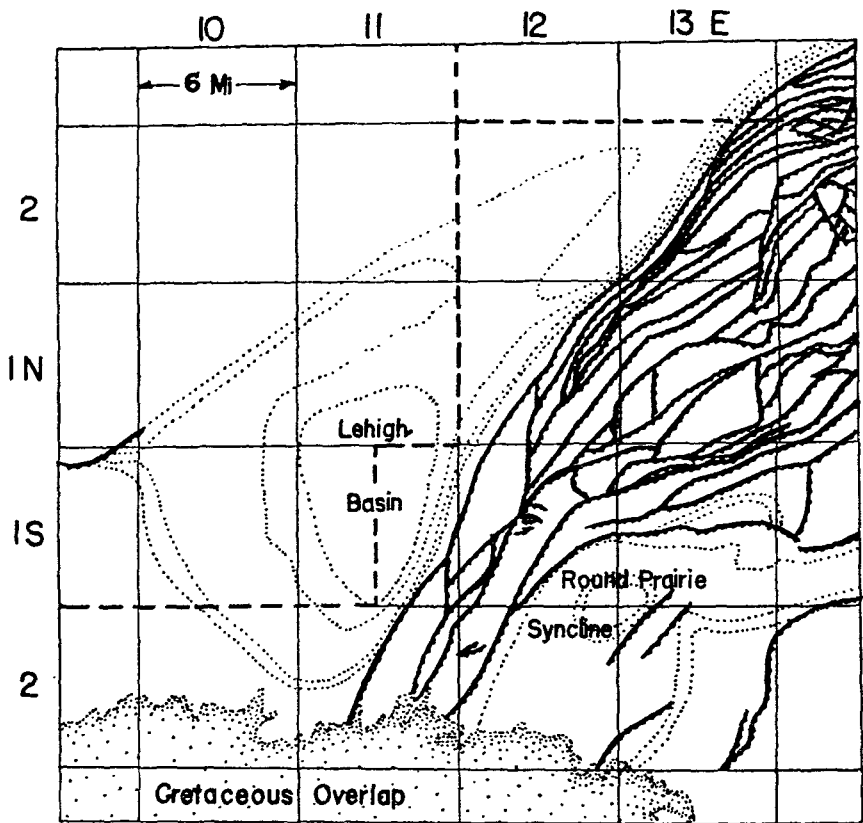 10 11 12 13 E
6 Mi
2
1N
Lehigh
Basin
1S
Round Prairie
Syncline
2
Cretaceous Overlap